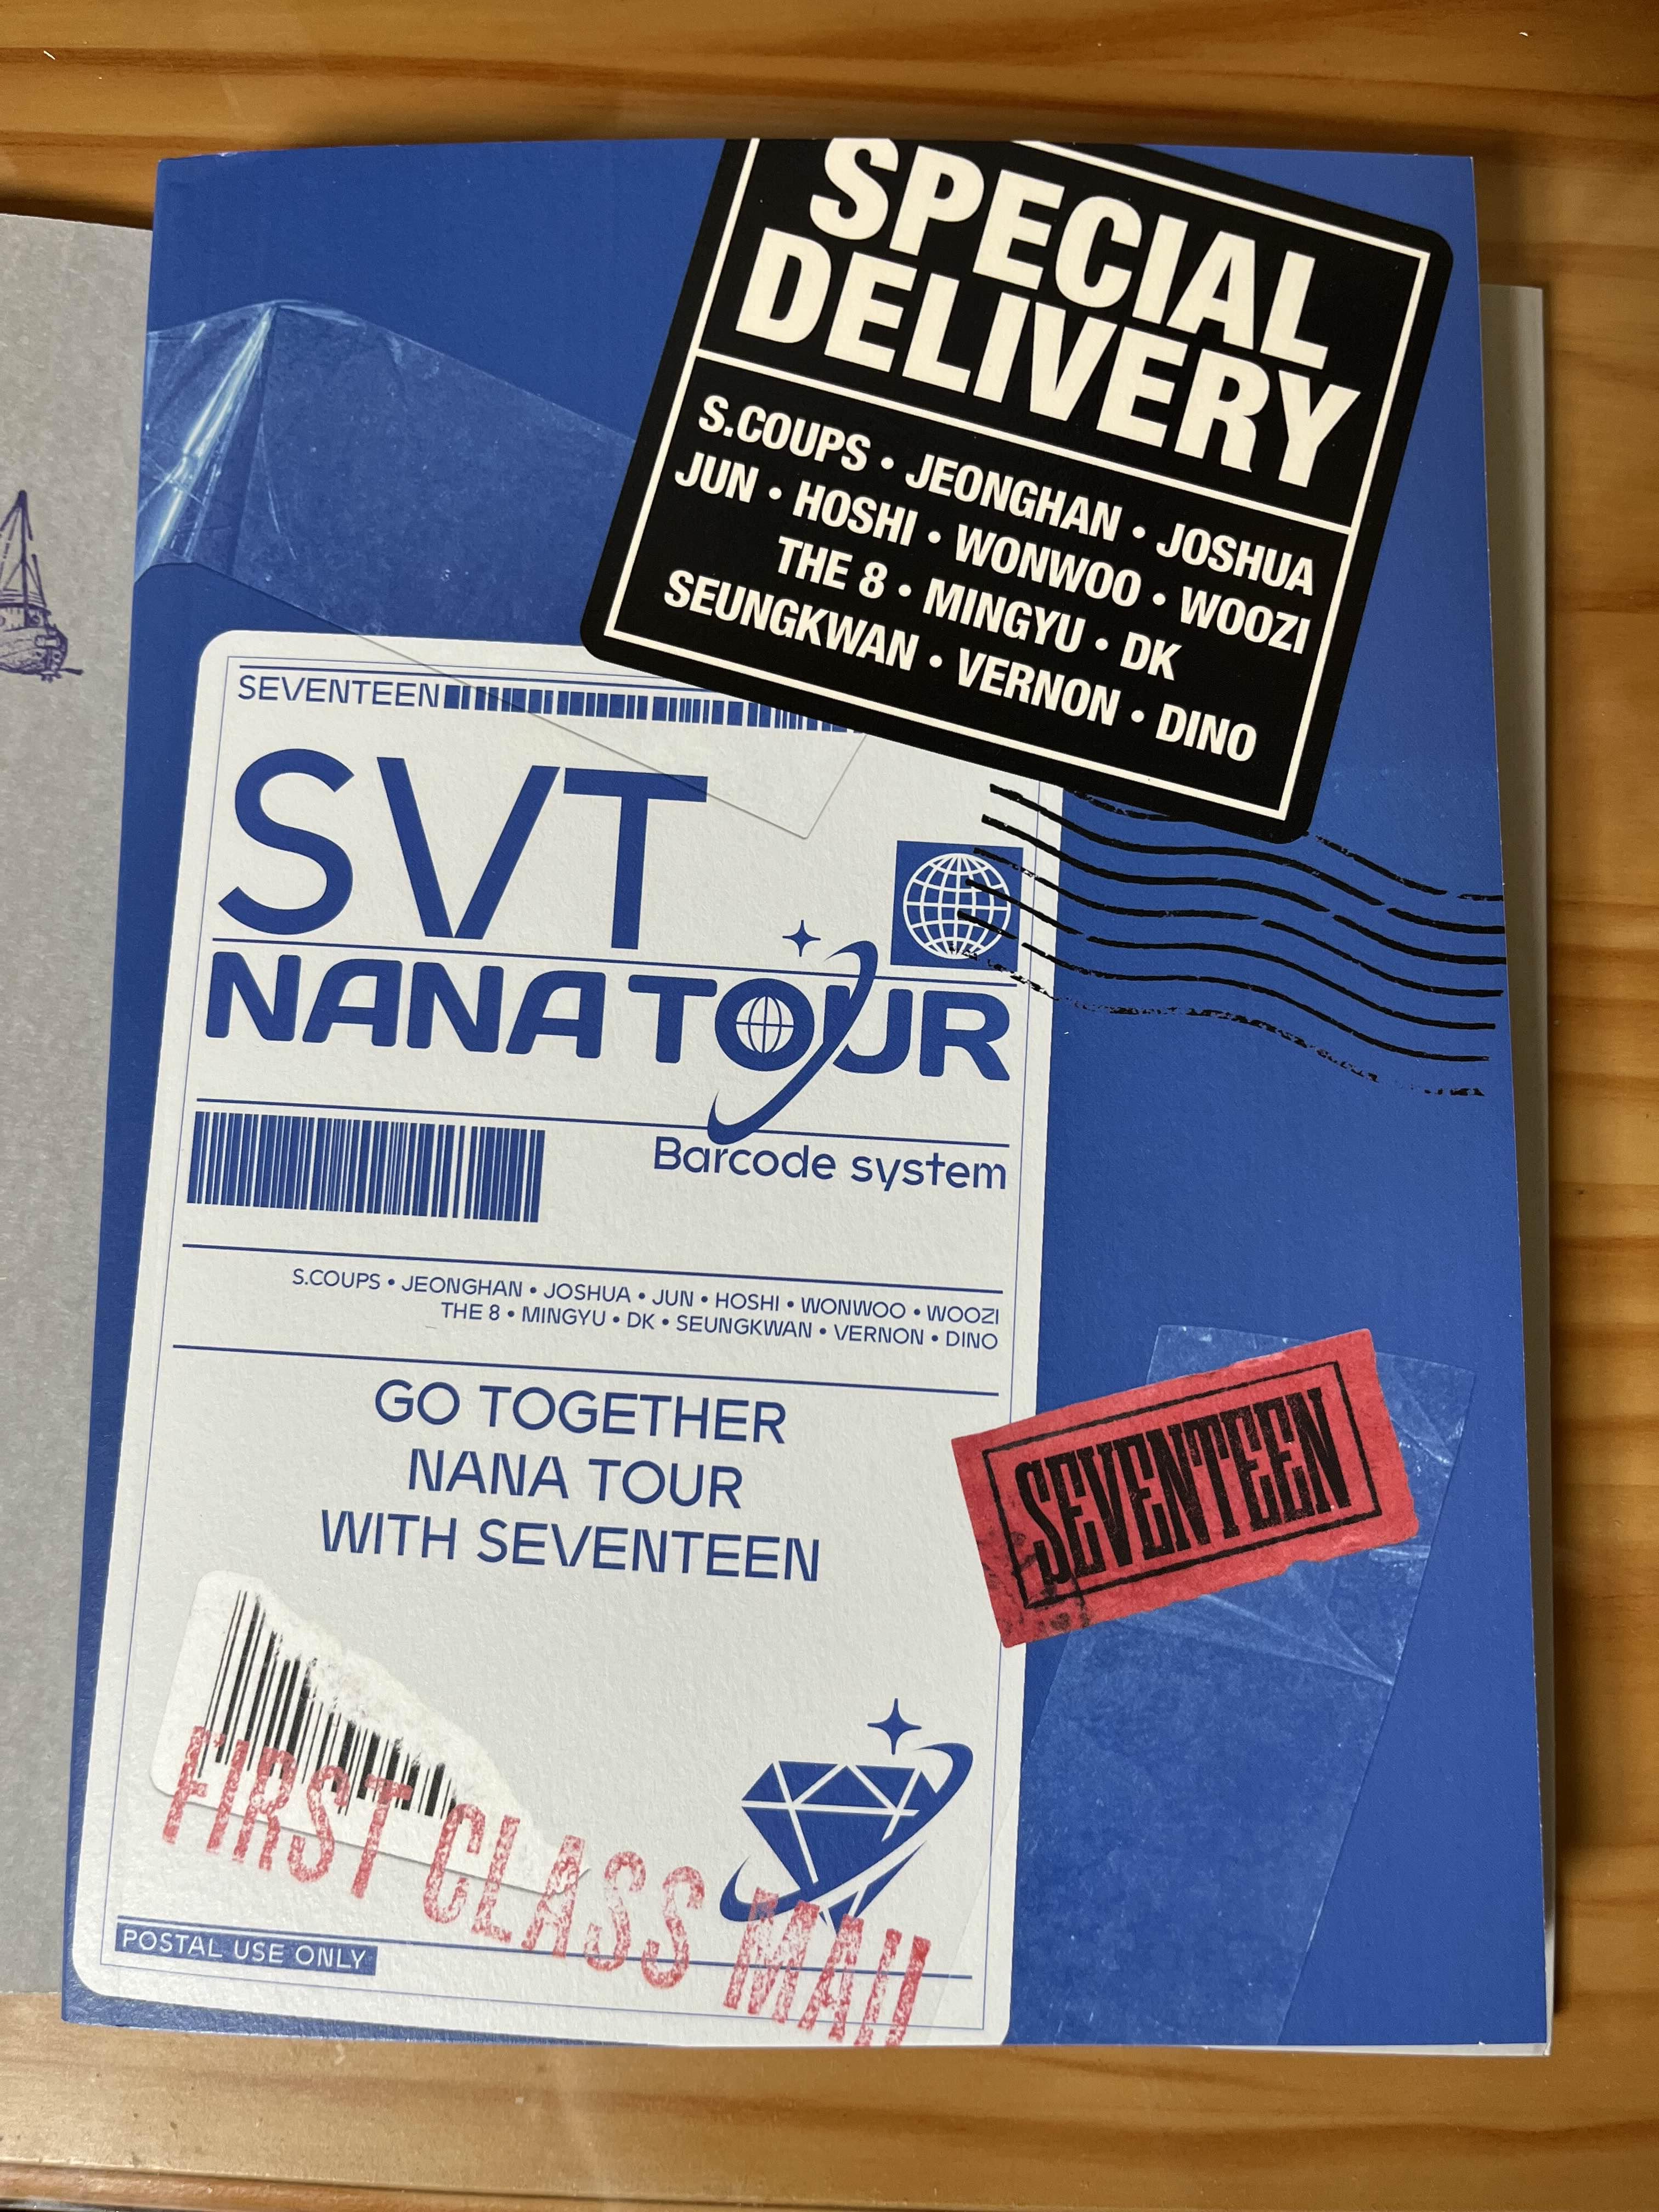 SPECIAL
DELIVERY
S.COUPS • JEONGHAN • JOSHUA
JUN • HOSHI • WONWOO • WOOZI
THE 8 • MINGYU • DK
SEUNGKWAN • VERNON • DINO
SEVENTEEN
SVT
NANA TOUR
Barcode system
S.COUPS • JEONGHAN • JOSHUA • JUN • HOSHI • WONWOO • WOOZI
THE 8 • MINGYU • DK • SEUNGKWAN • VERNON • DINO
GO TOGETHER
NANA TOUR
WITH SEVENTEEN
SEVENTEEN
FIRST CLASS MAIL
POSTAL USE ONLY